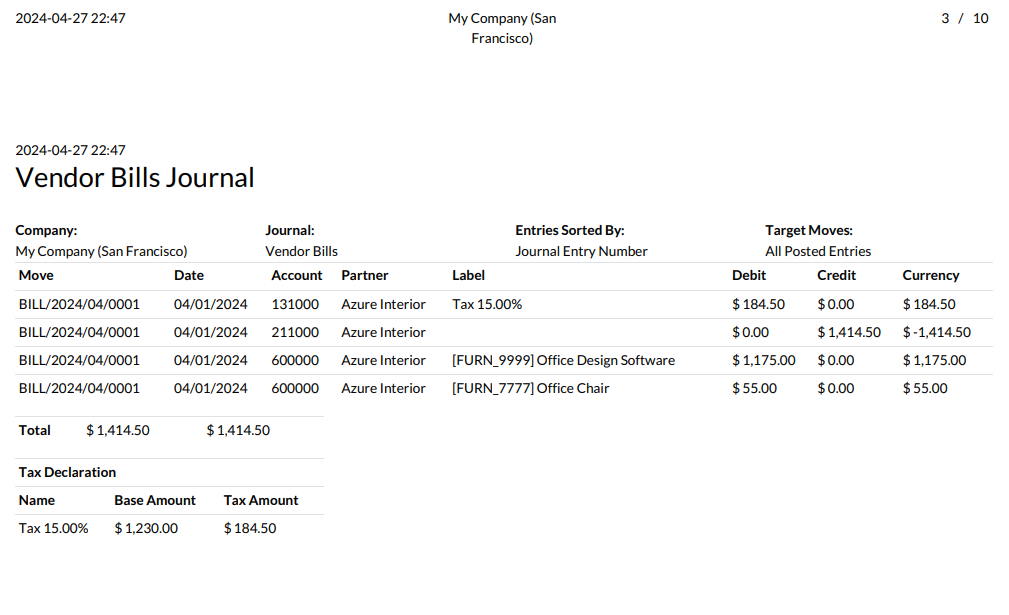 2024-04-27 22:47 My Company (San Francisco) 3 / 10
2024-04-27 22:47
Vendor Bills Journal
Company: Journal: Entries Sorted By: Target Moves:
My Company (San Francisco) Vendor Bills Journal Entry Number All Posted Entries
Move Date Account Partner Label Debit Credit Currency
BILL/2024/04/0001 04/01/2024 131000 Azure Interior Tax 15.00% $ 184.50 $ 0.00 $ 184.50
BILL/2024/04/0001 04/01/2024 211000 Azure Interior $ 0.00 $ 1,414.50 $ -1,414.50
BILL/2024/04/0001 04/01/2024 600000 Azure Interior [FURN_9999] Office Design Software $ 1,175.00 $ 0.00 $ 1,175.00
BILL/2024/04/0001 04/01/2024 600000 Azure Interior [FURN_7777] Office Chair $ 55.00 $ 0.00 $ 55.00
Total $ 1,414.50 $ 1,414.50
Tax Declaration
Name Base Amount Tax Amount
Tax 15.00% $ 1,230.00 $ 184.50